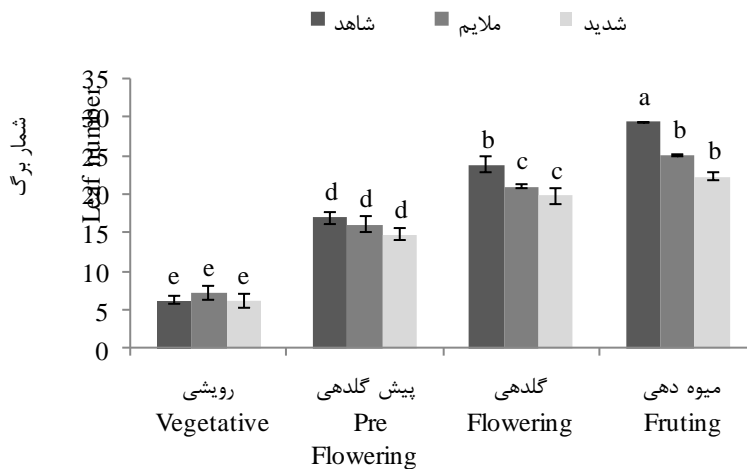 شاهد ملایم شدید
شمار برگ
Leaf number
35
30
25
20
15
10
5
0
e e e
d d d
b c c
a b b
رویشی
Vegetative
پیش گلدهی
Pre
Flowering
گلدهی
Flowering
میوه دهی
Fruting